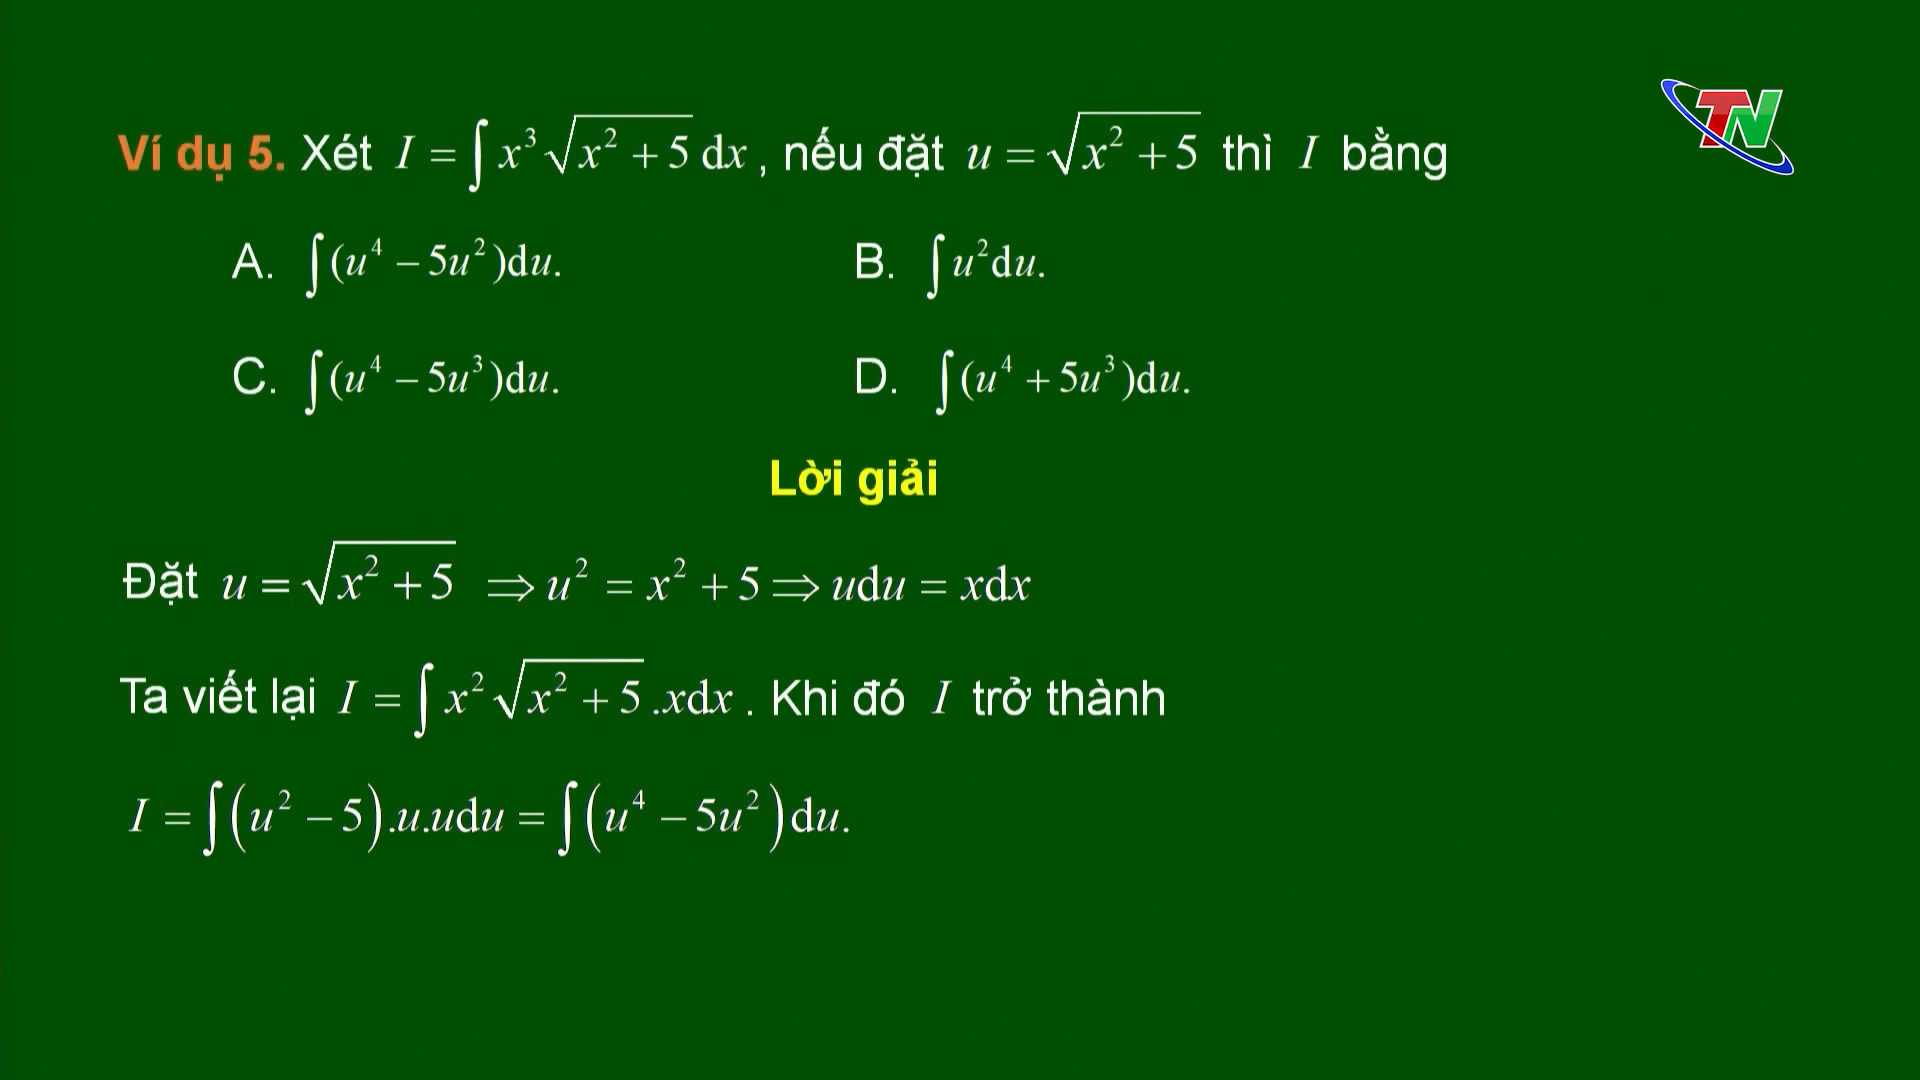 TN
Ví dụ 5. Xét I = ∫ x³√(x² + 5) dx , nếu đặt u = √(x² + 5) thì I bằng
A. ∫(u⁴ − 5u²)du. B. ∫u²du.
C. ∫(u⁴ − 5u³)du. D. ∫(u⁴ + 5u³)du.
Lời giải
Đặt u = √(x² + 5) ⇒ u² = x² + 5 ⇒ udu = xdx
Ta viết lại I = ∫ x²√(x² + 5) .xdx . Khi đó I trở thành
I = ∫(u² − 5).u.udu = ∫(u⁴ − 5u²)du.